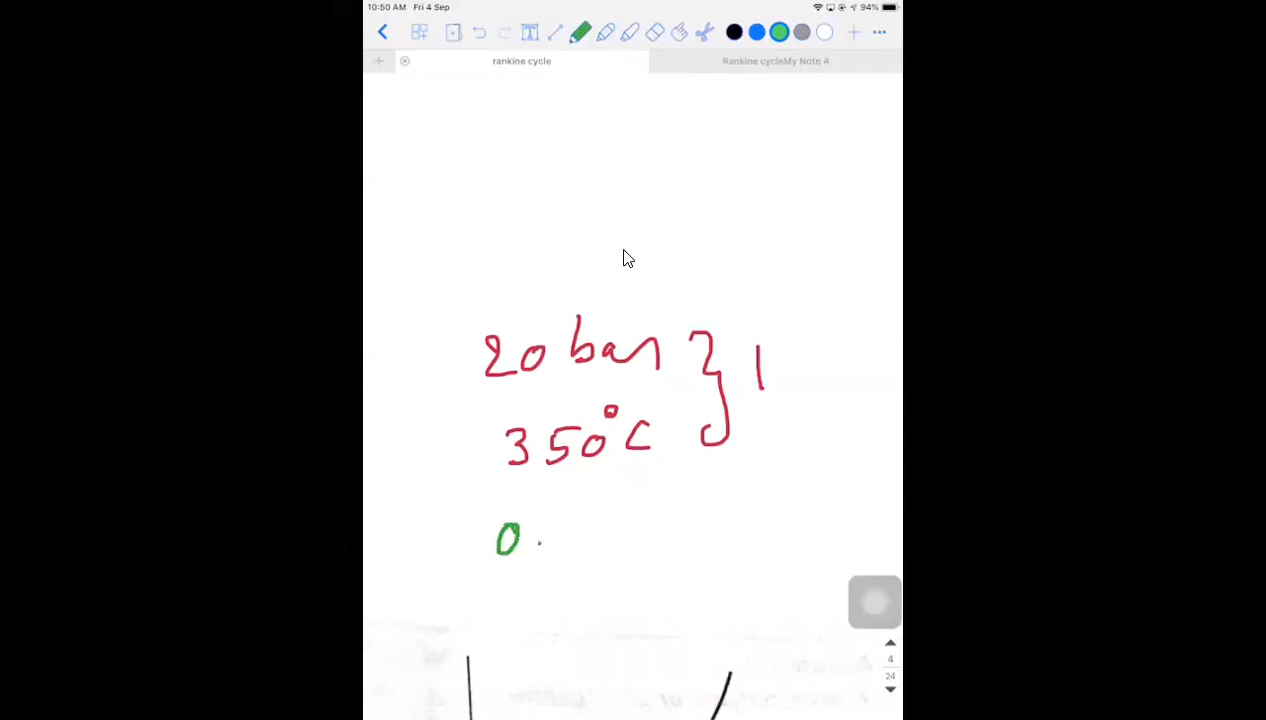 10:50 AM Fri 4 Sep 94%
rankine cycle
Rankine cycleMy Note 4
20 bar } 1
350°C
0.
4
24